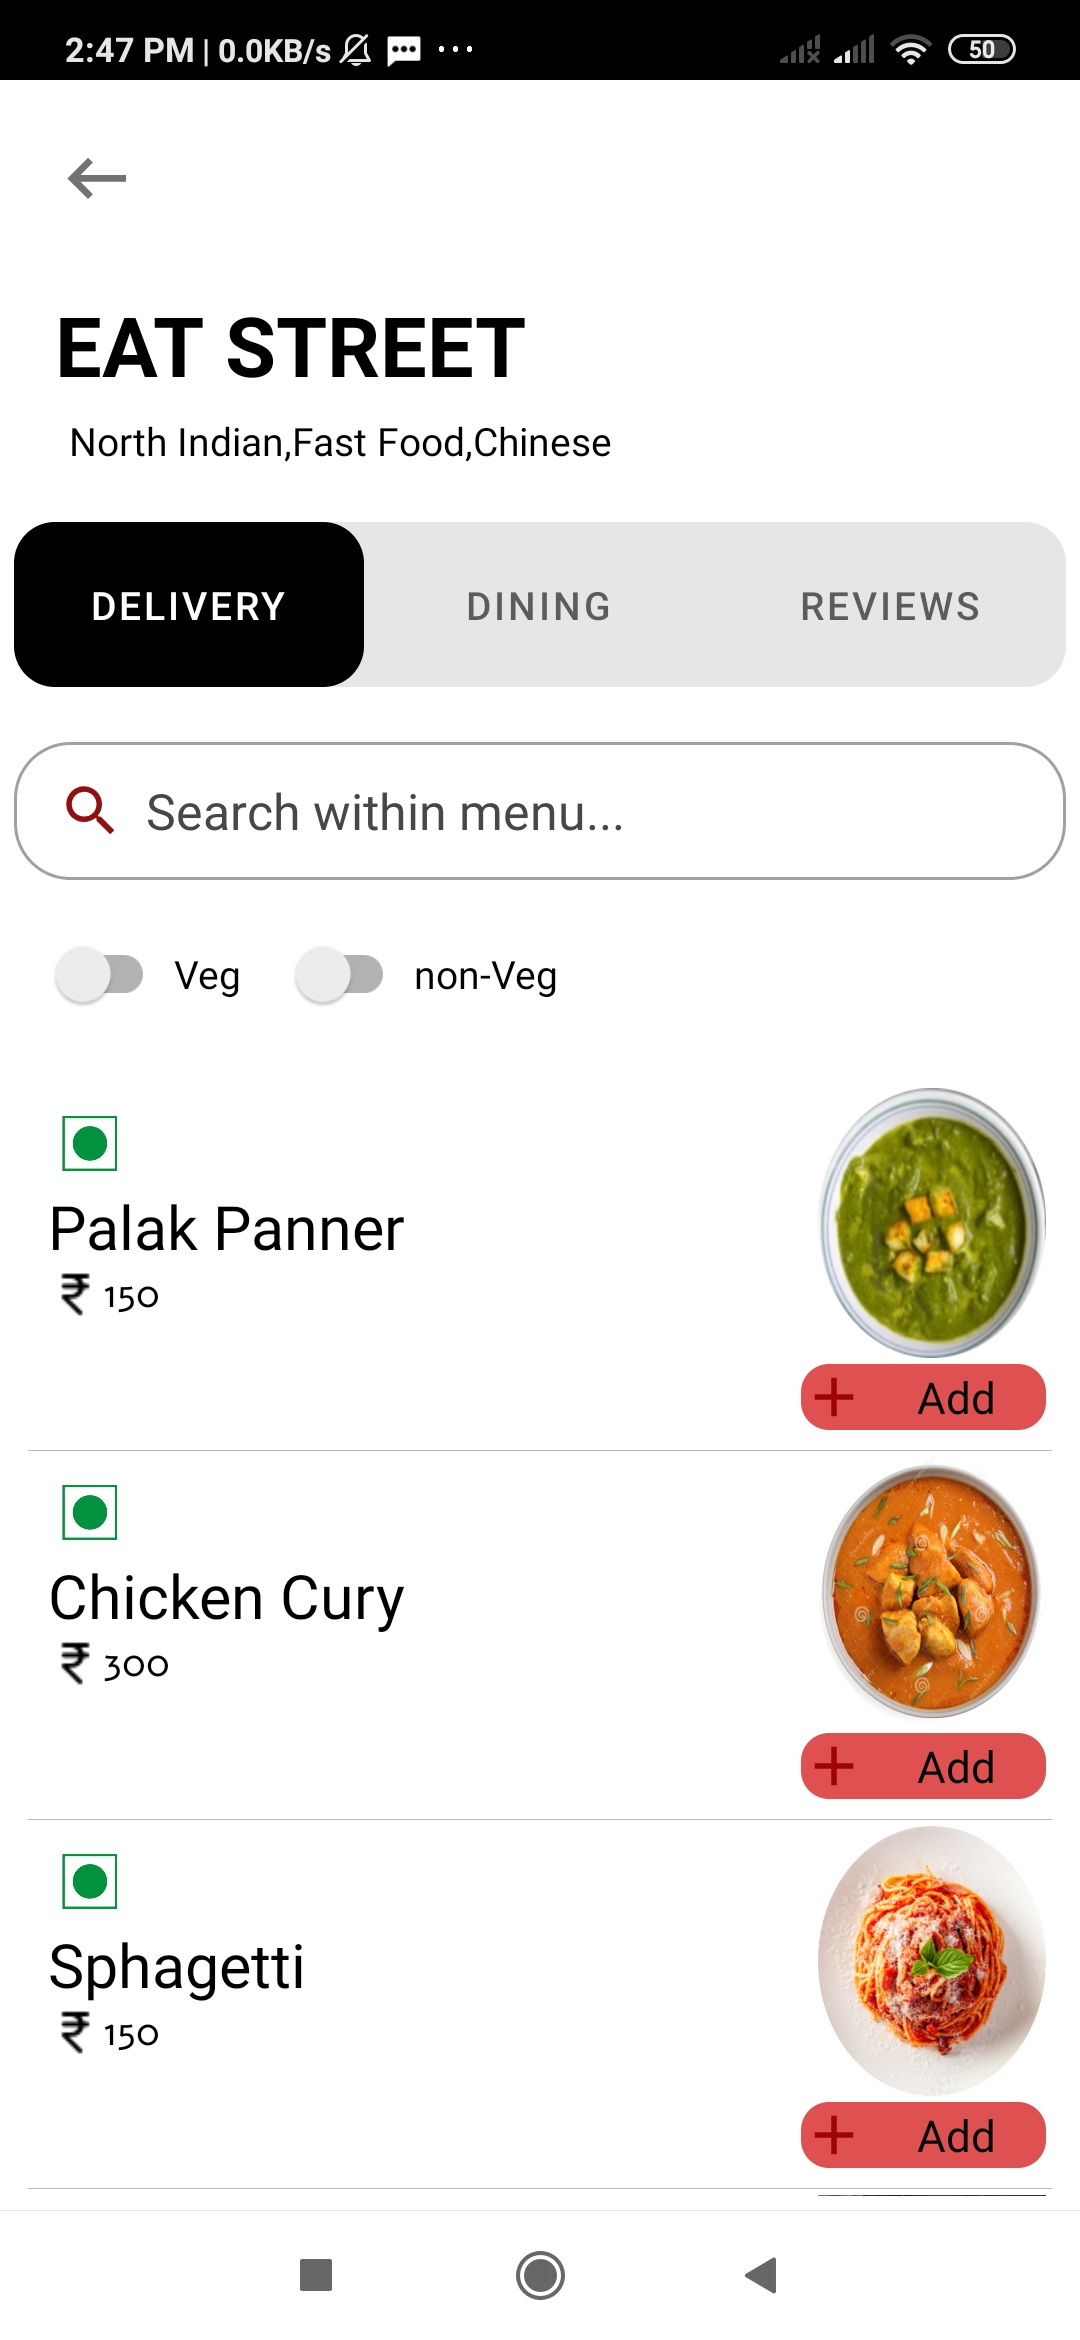 2:47 PM | 0.0KB/s ... 50
EAT STREET
North Indian,Fast Food,Chinese
DELIVERY DINING REVIEWS
Search within menu...
Veg non-Veg
Palak Panner
₹ 150
+ Add
Chicken Cury
₹ 300
+ Add
Sphagetti
₹ 150
+ Add